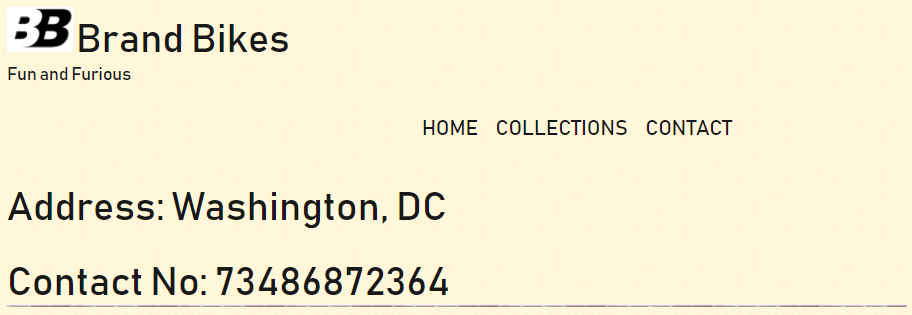 BB Brand Bikes
Fun and Furious
HOME COLLECTIONS CONTACT
Address: Washington, DC
Contact No: 73486872364